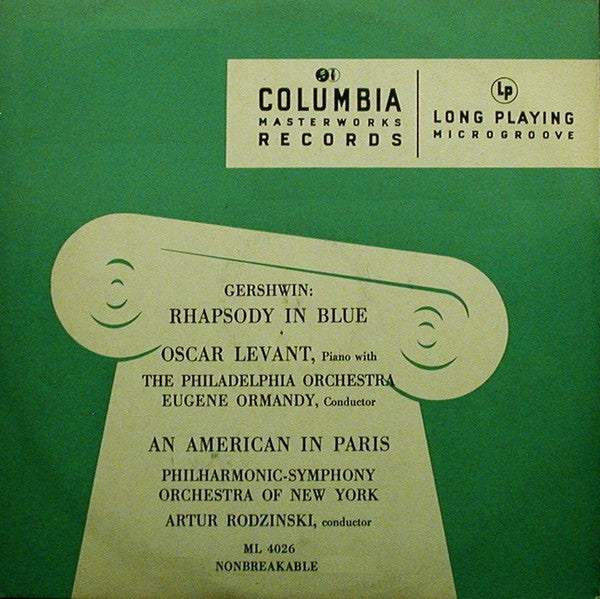 COLUMBIA
MASTERWORKS
RECORDS
Lp
LONG PLAYING
MICROGROOVE
GERSHWIN:
RHAPSODY IN BLUE
OSCAR LEVANT, Piano with
THE PHILADELPHIA ORCHESTRA
EUGENE ORMANDY, Conductor
AN AMERICAN IN PARIS
PHILHARMONIC-SYMPHONY
ORCHESTRA OF NEW YORK
ARTUR RODZINSKI, conductor
ML 4026
NONBREAKABLE